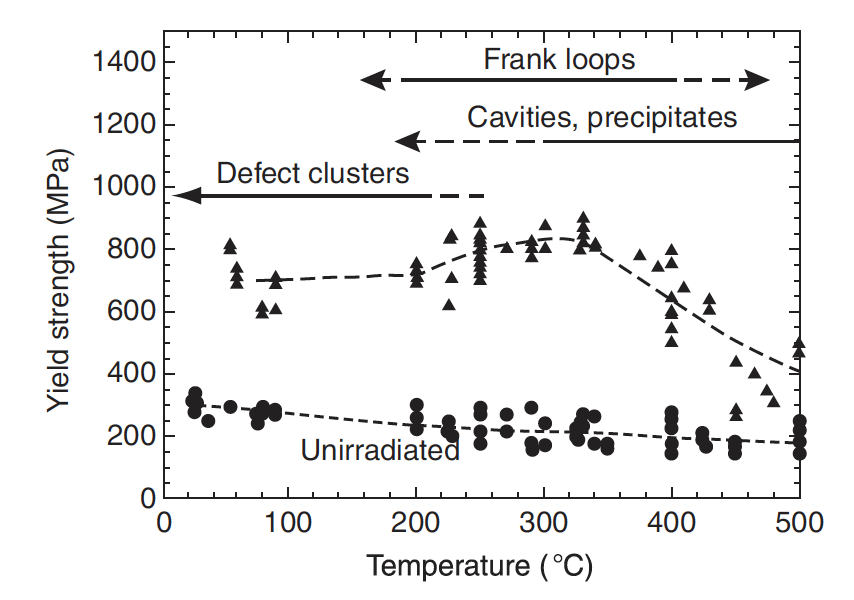 1400
1200
1000
800
600
400
200
0
Yield strength (MPa)
Frank loops
Cavities, precipitates
Defect clusters
Unirradiated
0 100 200 300 400 500
Temperature (°C)